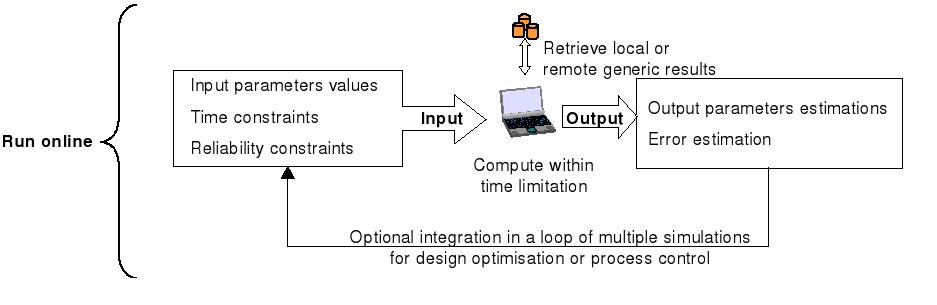 Run online
Input parameters values
Time constraints
Reliability constraints
Input
Retrieve local or
remote generic results
Compute within
time limitation
Output
Output parameters estimations
Error estimation
Optional integration in a loop of multiple simulations
for design optimisation or process control